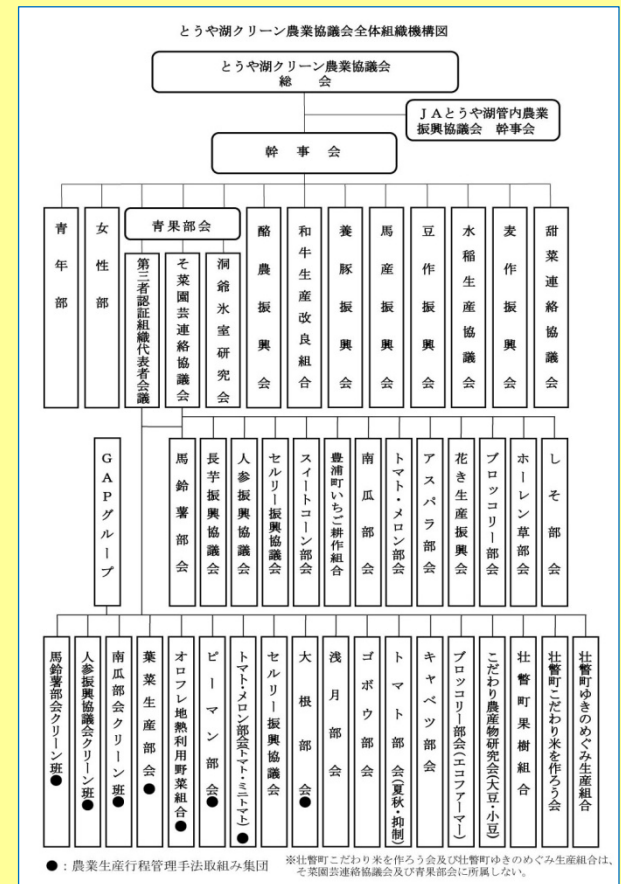 とうや湖クリーン農業協議会全体組織機構図
とうや湖クリーン農業協議会
総　会
ＪＡとうや湖管内農業
振興協議会　幹事会
幹　事　会
青年部
女性部
青果部会
第三者認証組織代表者会議
そ菜園芸連絡協議会
洞爺氷室研究会
酪農振興会
和牛生産改良組合
養豚振興会
馬産振興会
豆作振興会
水稲生産協議会
麦作振興会
甜菜連絡協議会
ＧＡＰグループ
馬鈴薯部会
長芋振興協議会
人参振興協議会
セルリー振興協議会
スイートコーン部会
豊浦町いちご耕作組合
南瓜部会
トマト・メロン部会
アスパラ部会
花き生産振興会
ブロッコリー部会
ホーレン草部会
しそ部会
馬鈴薯部会クリーン班●
人参振興協議会クリーン班●
南瓜部会クリーン班●
葉菜生産部会●
オロフレ地熱利用野菜組合●
ピーマン部会●
トマト・メロン部会(トマト・ミニトマト)●
セルリー振興協議会
大根部会●
浅月部会
ゴボウ部会
トマト部会(夏秋・抑制)
キャベツ部会
ブロッコリー部会(エコファーマー)
こだわり農産物研究会(大豆・小豆)
壮瞥町果樹組合
壮瞥町こだわり米を作ろう会
壮瞥町ゆきのめぐみ生産組合
●：農業生産行程管理手法取組み集団
※壮瞥町こだわり米を作ろう会及び壮瞥町ゆきのめぐみ生産組合は、
そ菜園芸連絡協議会及び青果部会に所属しない。